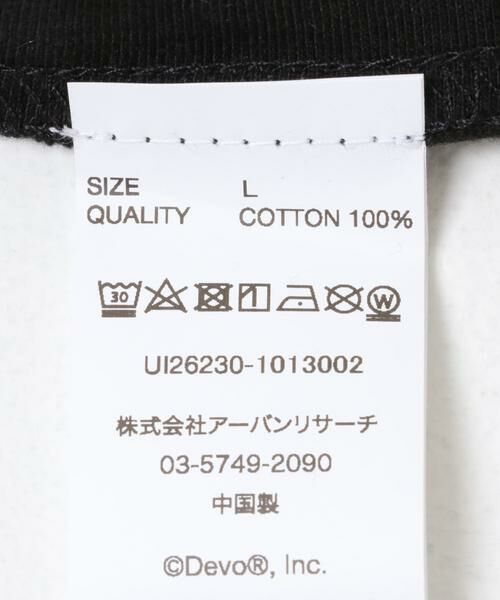 SIZE L
QUALITY COTTON 100%
30 W
UI26230-1013002
株式会社アーバンリサーチ
03-5749-2090
中国製
©Devo®, Inc.